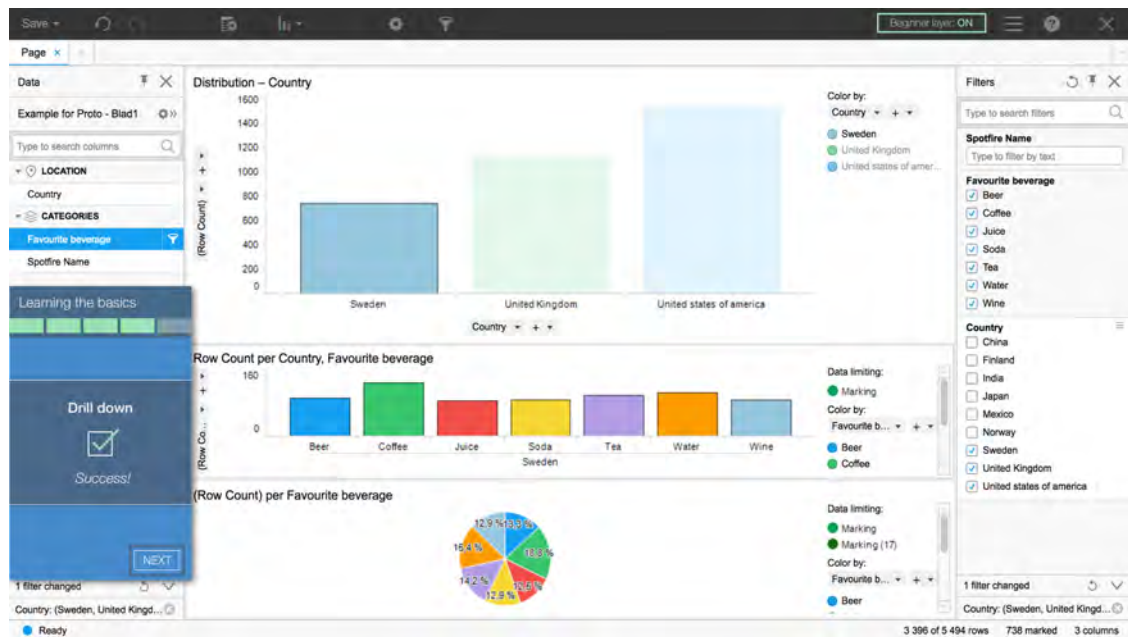 Save
Beginner layer: ON
Page
Data
Example for Proto - Blad1
Type to search columns
LOCATION
Country
CATEGORIES
Favourite beverage
Spotfire Name
Learning the basics
Drill down
Success!
NEXT
1 filter changed
Country: (Sweden, United Kingd...
Distribution – Country
1600
1400
1200
1000
800
600
400
200
0
(Row Count)
Sweden
United Kingdom
United states of america
Country
Color by:
Country
Sweden
United Kingdom
United states of amer...
Row Count per Country, Favourite beverage
160
0
(Row Co...
Beer
Coffee
Juice
Soda
Tea
Water
Wine
Sweden
Data limiting:
Marking
Color by:
Favourite b...
Beer
Coffee
(Row Count) per Favourite beverage
12,9 %
16,4 %
14,2 %
12,9 %
Data limiting:
Marking
Marking (17)
Color by:
Favourite b...
Beer
Filters
Type to search filters
Spotfire Name
Type to filter by text
Favourite beverage
Beer
Coffee
Juice
Soda
Tea
Water
Wine
Country
China
Finland
India
Japan
Mexico
Norway
Sweden
United Kingdom
United states of america
1 filter changed
Country: (Sweden, United Kingd...
Ready
3 396 of 5 494 rows
738 marked
3 columns